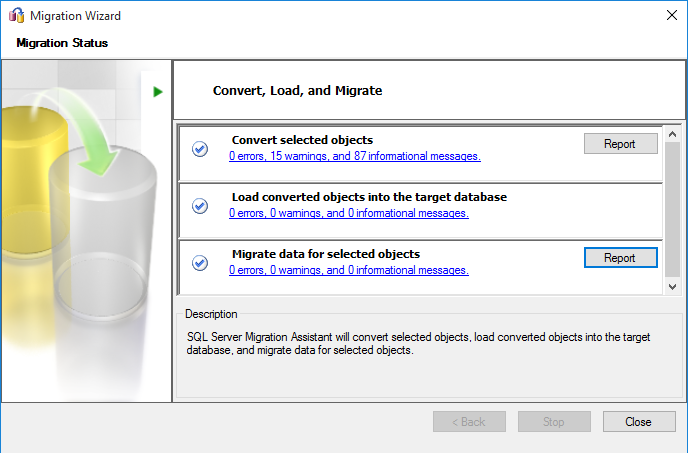 Migration Wizard
Migration Status
Convert, Load, and Migrate
Convert selected objects
0 errors, 15 warnings, and 87 informational messages.
Report
Load converted objects into the target database
0 errors, 0 warnings, and 0 informational messages.
Migrate data for selected objects
0 errors, 0 warnings, and 0 informational messages.
Report
Description
SQL Server Migration Assistant will convert selected objects, load converted objects into the target
database, and migrate data for selected objects.
< Back
Stop
Close